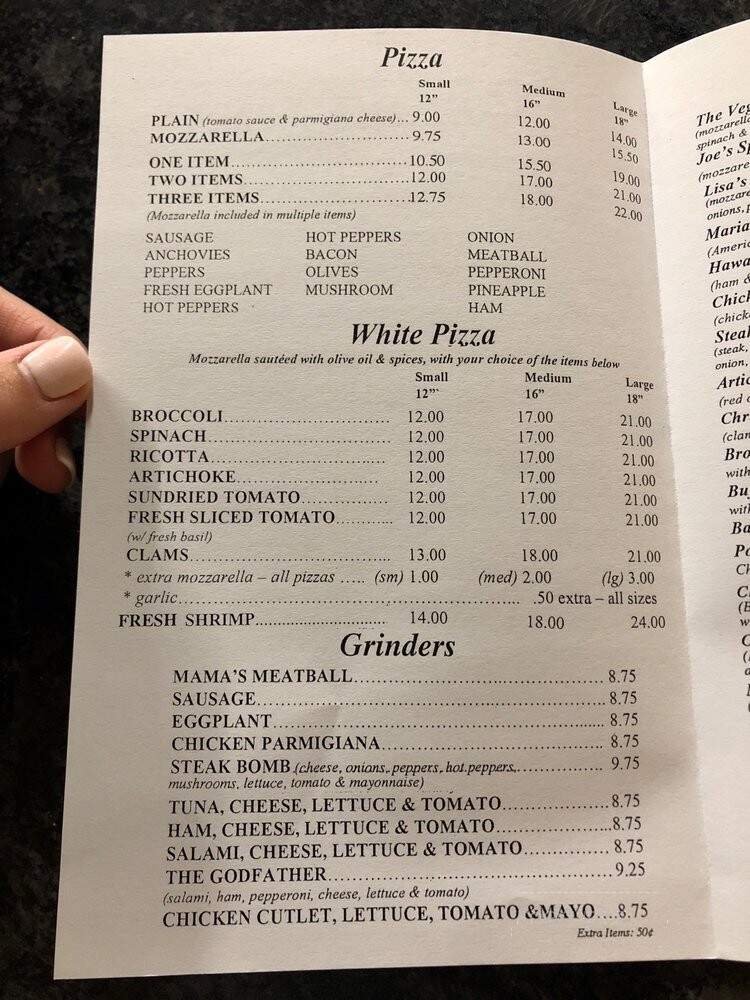 Pizza
Small Medium Large
12" 16" 18"
PLAIN (tomato sauce & parmigiana cheese)... 9.00 12.00 14.00
MOZZARELLA........................ 9.75 13.00 15.50
ONE ITEM.............................. 10.50 15.50 19.00
TWO ITEMS............................ 12.00 17.00 21.00
THREE ITEMS......................... 12.75 18.00 22.00
(Mozzarella included in multiple items)
SAUSAGE HOT PEPPERS ONION
ANCHOVIES BACON MEATBALL
PEPPERS OLIVES PEPPERONI
FRESH EGGPLANT MUSHROOM PINEAPPLE
HOT PEPPERS HAM
White Pizza
Mozzarella sautéed with olive oil & spices, with your choice of the items below
Small Medium Large
12" 16" 18"
BROCCOLI.............................. 12.00 17.00 21.00
SPINACH................................ 12.00 17.00 21.00
RICOTTA................................ 12.00 17.00 21.00
ARTICHOKE........................... 12.00 17.00 21.00
SUNDRIED TOMATO............... 12.00 17.00 21.00
FRESH SLICED TOMATO.......... 12.00 17.00 21.00
(w/ fresh basil)
CLAMS................................... 13.00 18.00 21.00
* extra mozzarella – all pizzas ..... (sm) 1.00 (med) 2.00 (lg) 3.00
* garlic.................................................. .50 extra – all sizes
FRESH SHRIMP............................. 14.00 18.00 24.00
Grinders
MAMA'S MEATBALL........................................ 8.75
SAUSAGE........................................................ 8.75
EGGPLANT...................................................... 8.75
CHICKEN PARMIGIANA.................................. 8.75
STEAK BOMB (cheese, onions, peppers, hot peppers,............... 9.75
mushrooms, lettuce, tomato & mayonnaise)
TUNA, CHEESE, LETTUCE & TOMATO................ 8.75
HAM, CHEESE, LETTUCE & TOMATO.................. 8.75
SALAMI, CHEESE, LETTUCE & TOMATO............. 8.75
THE GODFATHER............................................ 9.25
(salami, ham, pepperoni, cheese, lettuce & tomato)
CHICKEN CUTLET, LETTUCE, TOMATO &MAYO.... 8.75
Extra Items: 50¢
The
(mozzarella
spinach &
Joe's
Lisa's
onions,
(ham &
Steak
(steak,
onion,
(red
with